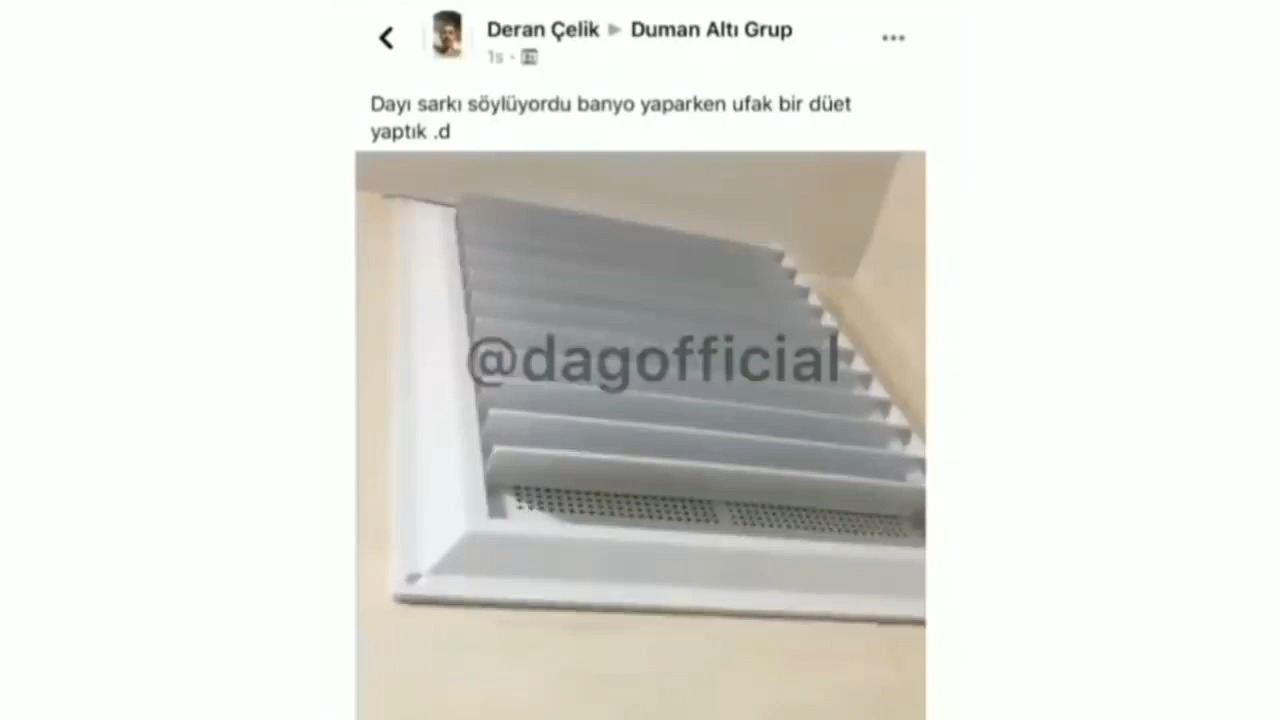 Deran Çelik ▶ Duman Altı Grup
1s ·
Dayı sarkı söylüyordu banyo yaparken ufak bir düet
yaptık .d
@dagofficial